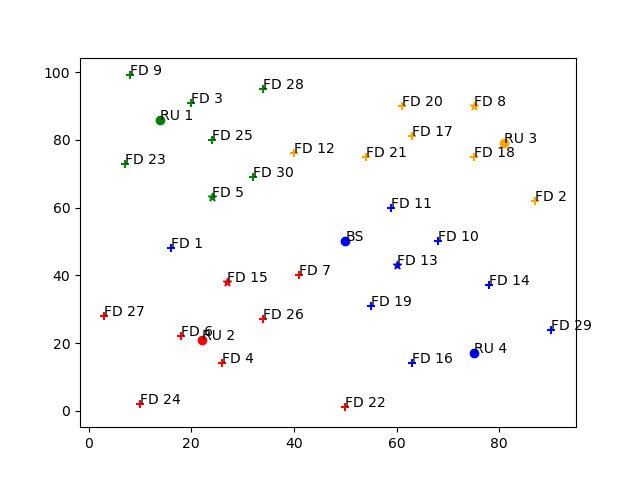 100
80
60
40
20
0
0
20
40
60
80
FD 9
FD 28
FD 3
FD 20
FD 8
RU 1
FD 25
FD 17
RU 3
FD 12
FD 21
FD 18
FD 23
FD 30
FD 5
FD 2
FD 11
FD 1
BS
FD 10
FD 13
FD 7
FD 15
FD 14
FD 27
FD 26
FD 19
FD 6
RU 2
FD 29
RU 4
FD 4
FD 16
FD 24
FD 22